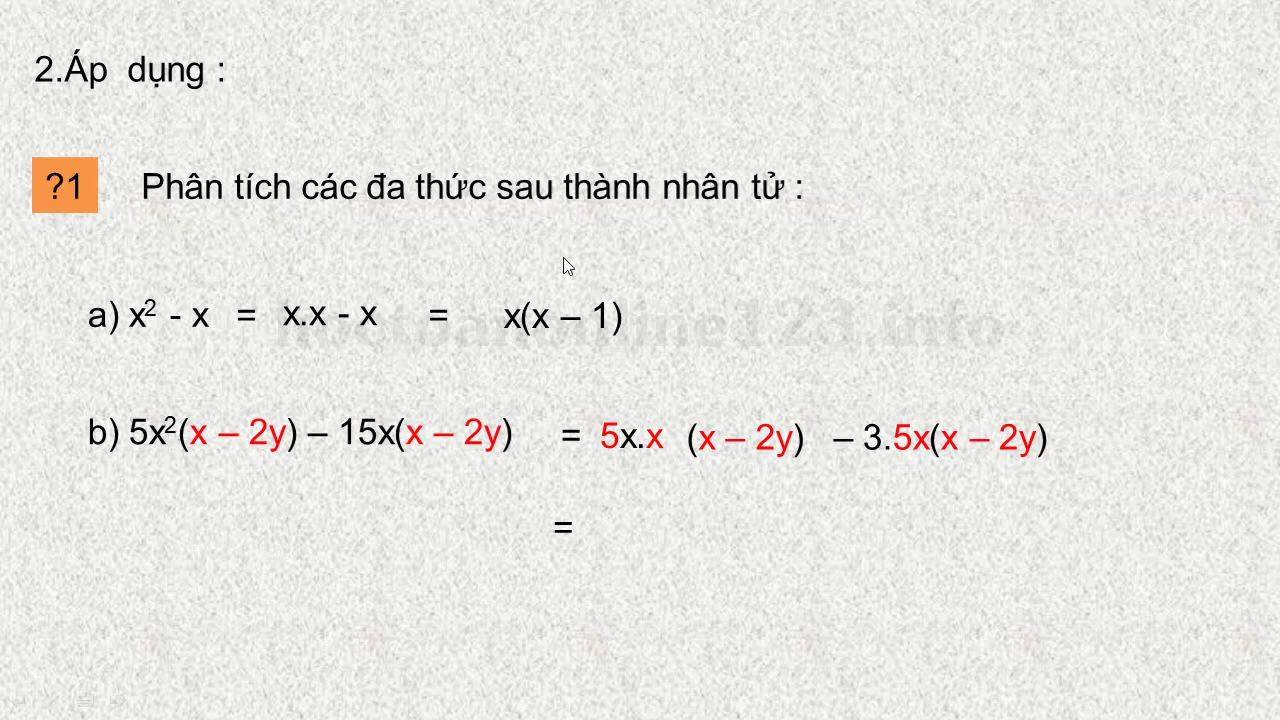 2.Áp dụng :
?1 Phân tích các đa thức sau thành nhân tử :
a) x² - x = x.x - x = x(x – 1)
b) 5x²(x – 2y) – 15x(x – 2y) = 5x.x (x – 2y) – 3.5x(x – 2y)
=